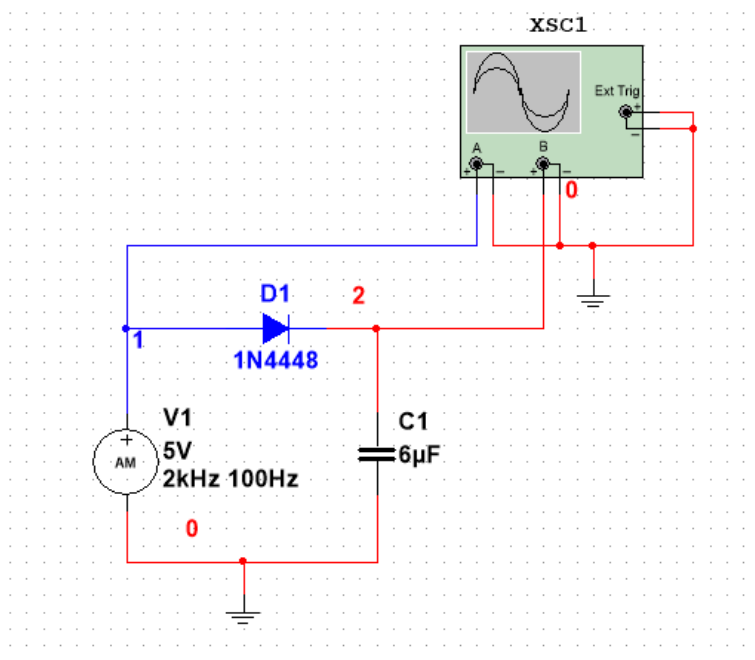 XSC1
Ext Trig
+
−
A
B
+ − + −
0
D1
2
1
1N4448
V1
+
AM
5V
2kHz 100Hz
C1
6µF
0